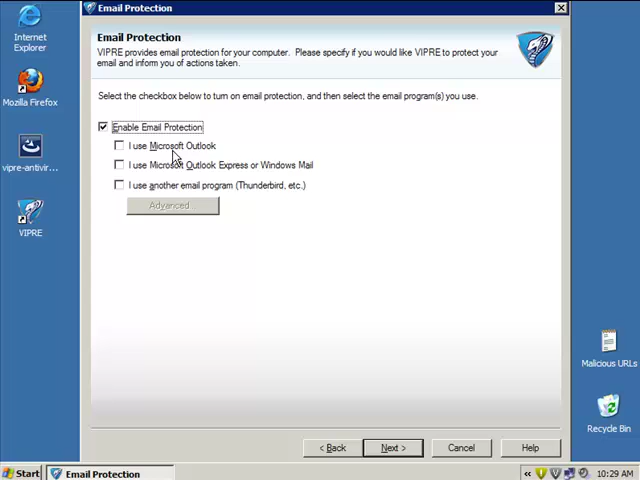 Email Protection
Internet
Explorer
Mozilla Firefox
vipre-antivir...
VIPRE
Email Protection
VIPRE provides email protection for your computer. Please specify if you would like VIPRE to protect your
email and inform you of actions taken.
Select the checkbox below to turn on email protection, and then select the email program(s) you use.
Enable Email Protection
I use Microsoft Outlook
I use Microsoft Outlook Express or Windows Mail
I use another email program (Thunderbird, etc.)
Advanced...
Malicious URLs
Recycle Bin
< Back
Next >
Cancel
Help
Start
Email Protection
10:29 AM